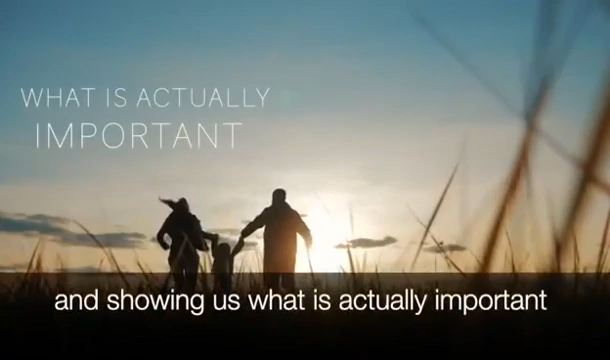 WHAT IS ACTUALLY
IMPORTANT
and showing us what is actually important